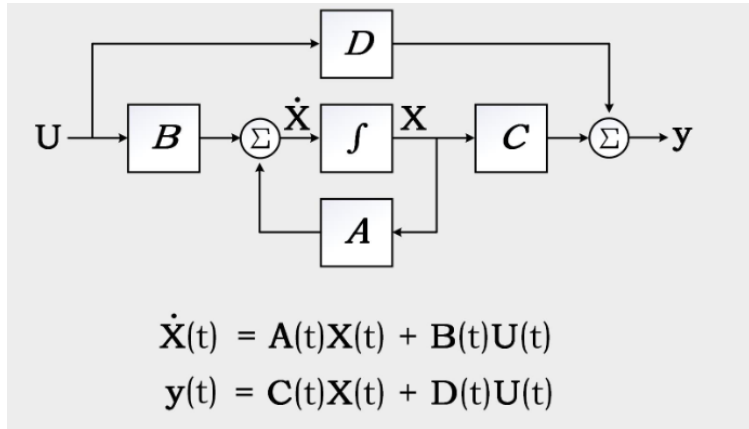 D
U B Σ Ẋ ∫ X C Σ y
A
Ẋ(t) = A(t)X(t) + B(t)U(t)
y(t) = C(t)X(t) + D(t)U(t)